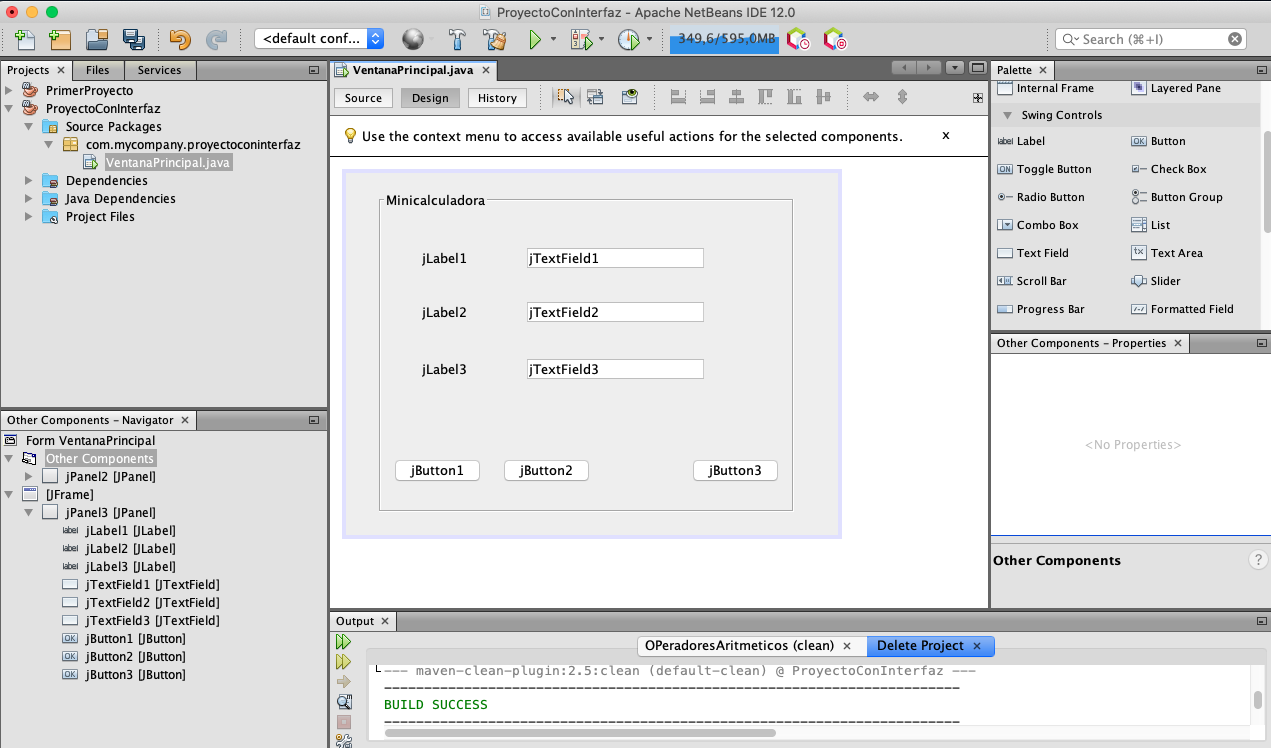 ProyectoConInterfaz - Apache NetBeans IDE 12.0
<default conf...
349,6/595,0MB
Search (⌘+I)
Projects
Files
Services
PrimerProyecto
ProyectoConInterfaz
Source Packages
com.mycompany.proyectoconinterfaz
VentanaPrincipal.java
Dependencies
Java Dependencies
Project Files
Other Components - Navigator
Form VentanaPrincipal
Other Components
jPanel2 [JPanel]
[JFrame]
jPanel3 [JPanel]
label jLabel1 [JLabel]
label jLabel2 [JLabel]
label jLabel3 [JLabel]
jTextField1 [JTextField]
jTextField2 [JTextField]
jTextField3 [JTextField]
OK jButton1 [JButton]
OK jButton2 [JButton]
OK jButton3 [JButton]
VentanaPrincipal.java
Source Design History
Use the context menu to access available useful actions for the selected components. x
Minicalculadora
jLabel1 jTextField1
jLabel2 jTextField2
jLabel3 jTextField3
jButton1 jButton2 jButton3
Output
OPeradoresAritmeticos (clean) Delete Project
--- maven-clean-plugin:2.5:clean (default-clean) @ ProyectoConInterfaz ---
------------------------------------------------------------------------
BUILD SUCCESS
------------------------------------------------------------------------
Palette
Internal Frame Layered Pane
Swing Controls
label Label OK Button
ON Toggle Button Check Box
Radio Button Button Group
Combo Box List
Text Field Text Area
Scroll Bar Slider
Progress Bar Formatted Field
Other Components - Properties
<No Properties>
Other Components ?